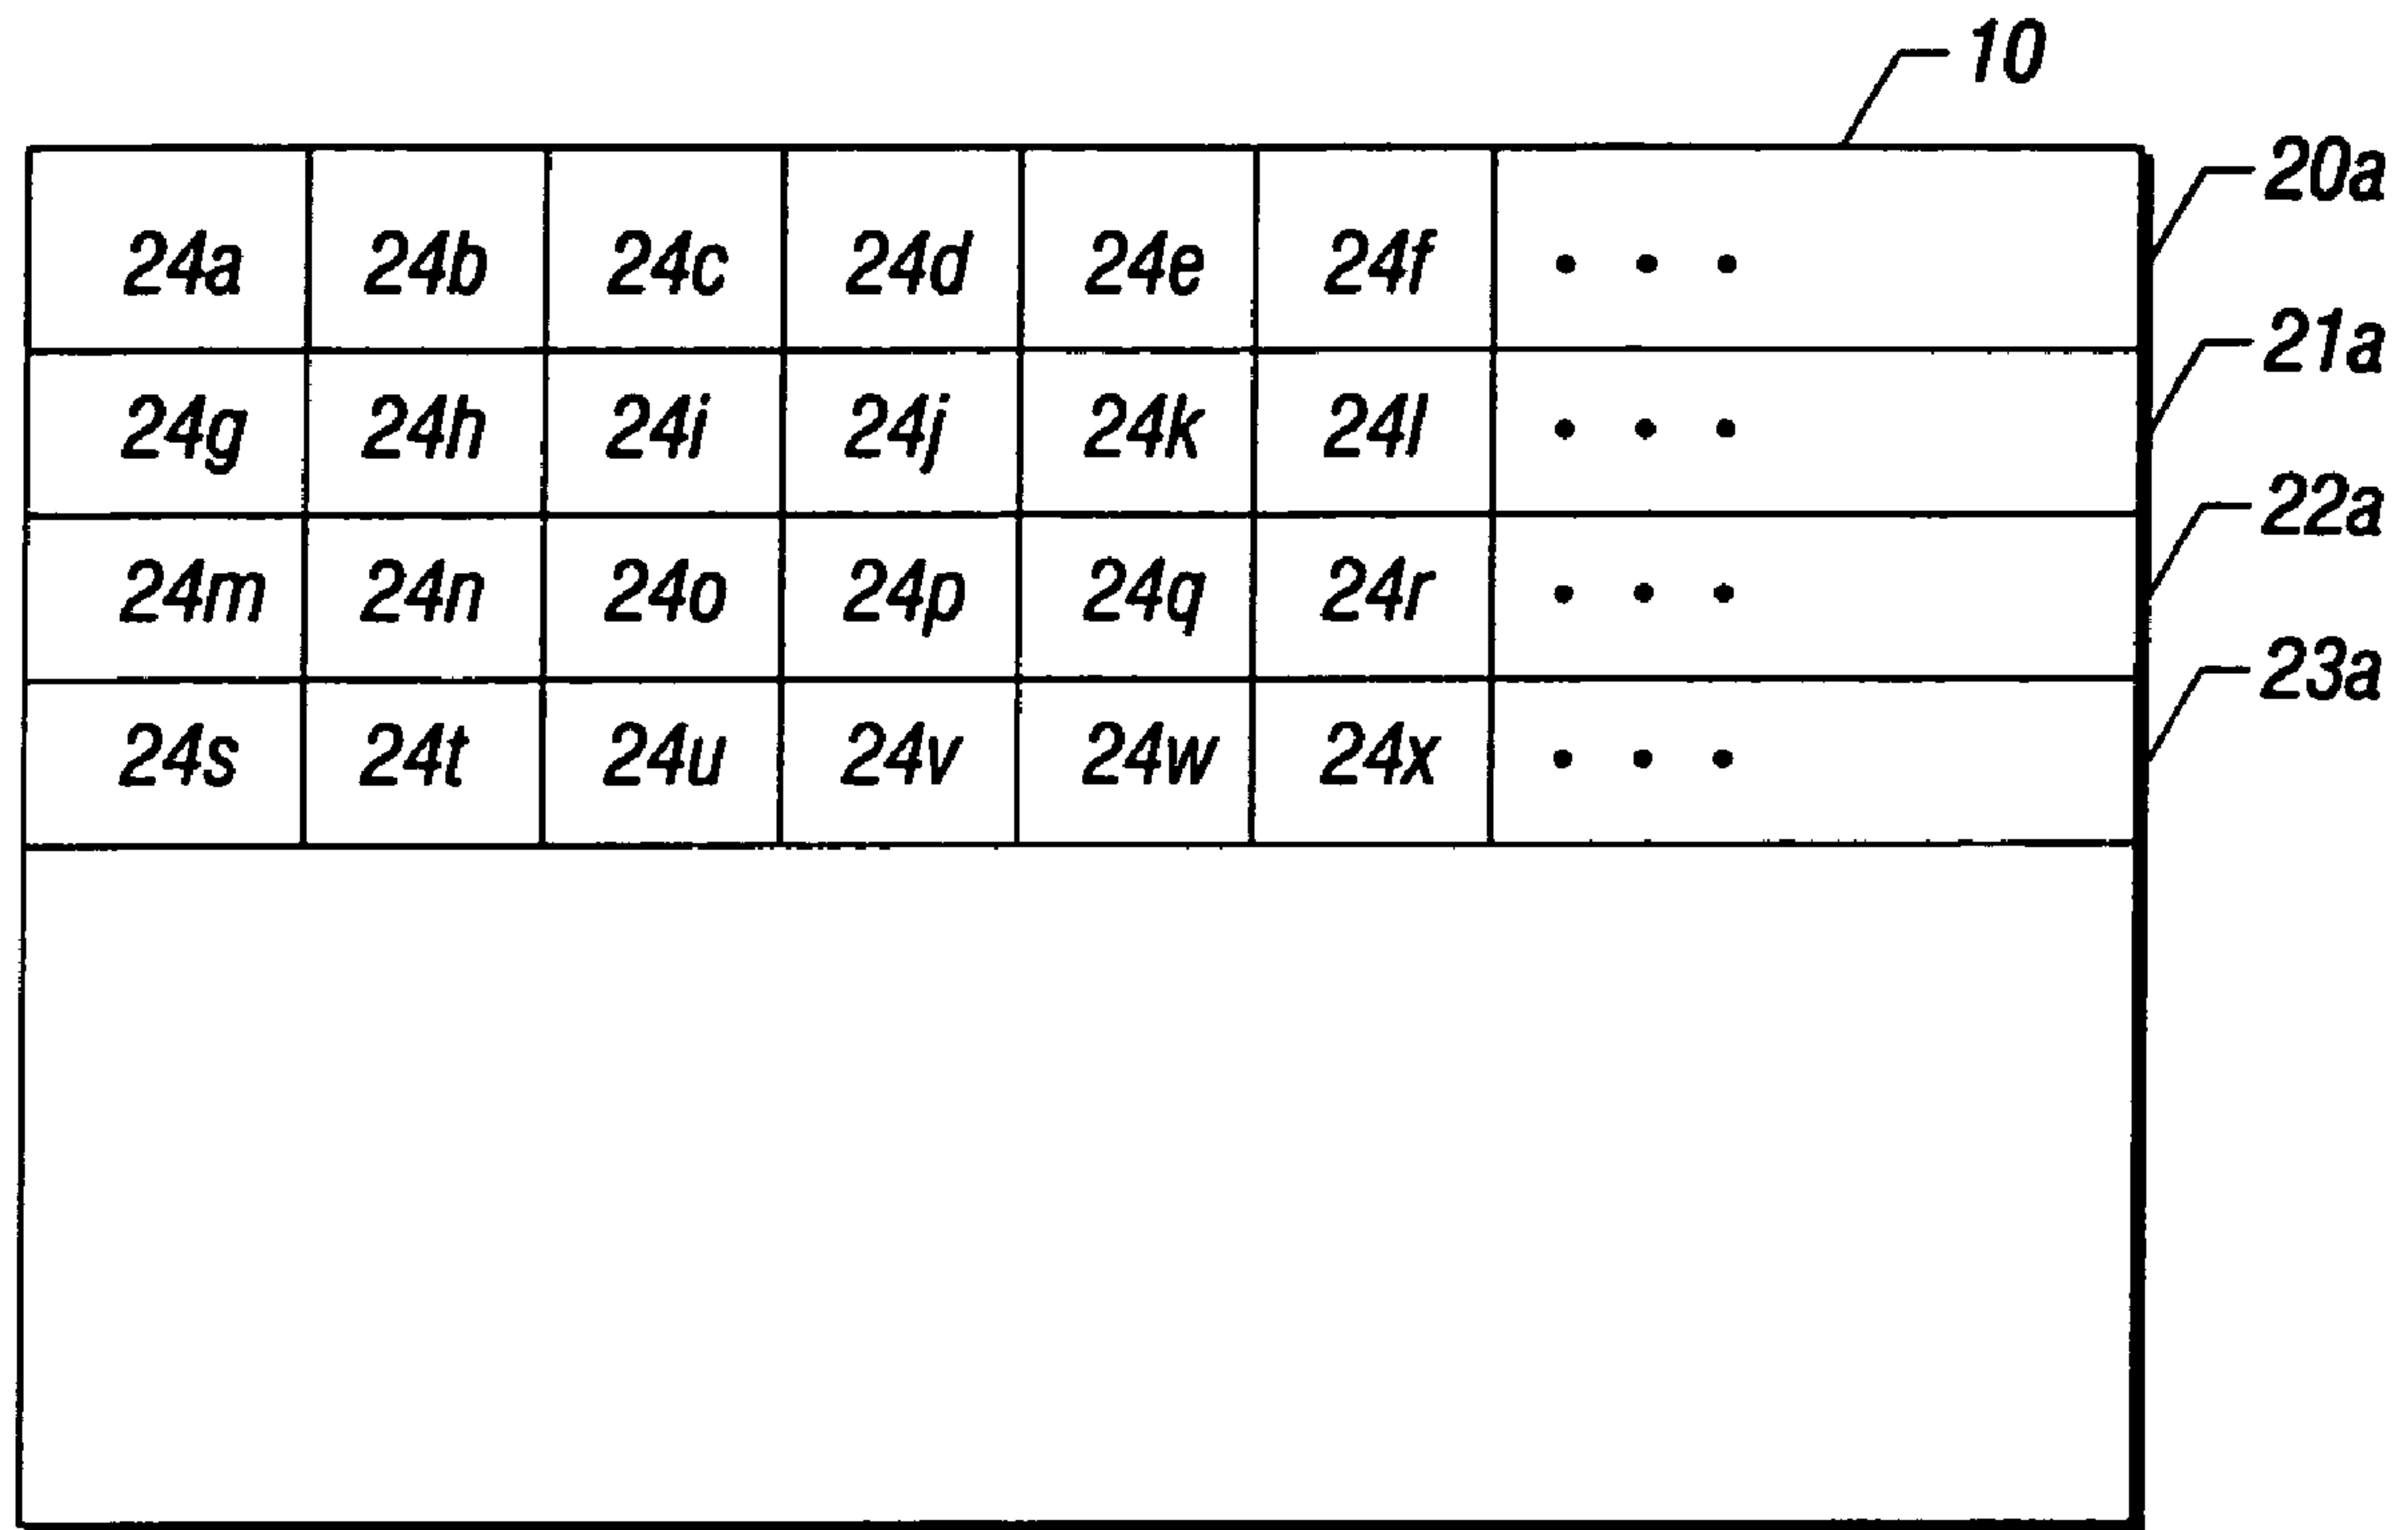 10
20a
24a 24b 24c 24d 24e 24f • • •
21a
24g 24h 24i 24j 24k 24l • • •
22a
24m 24n 24o 24p 24q 24r • • •
23a
24s 24t 24u 24v 24w 24x • • •